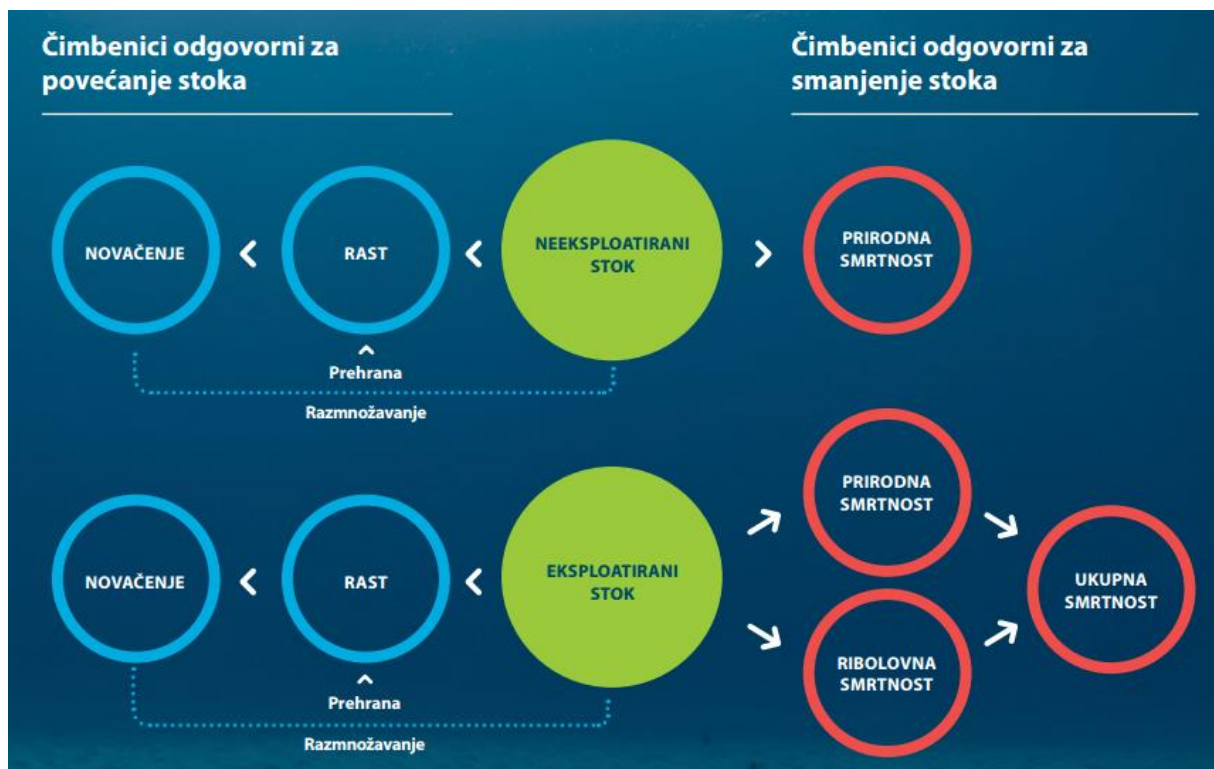 Čimbenici odgovorni za
povećanje stoka
Čimbenici odgovorni za
smanjenje stoka
NOVAČENJE
RAST
NEEKSPLOATIRANI
STOK
PRIRODNA
SMRTNOST
Prehrana
Razmnožavanje
NOVAČENJE
RAST
EKSPLOATIRANI
STOK
PRIRODNA
SMRTNOST
RIBOLOVNA
SMRTNOST
UKUPNA
SMRTNOST
Prehrana
Razmnožavanje